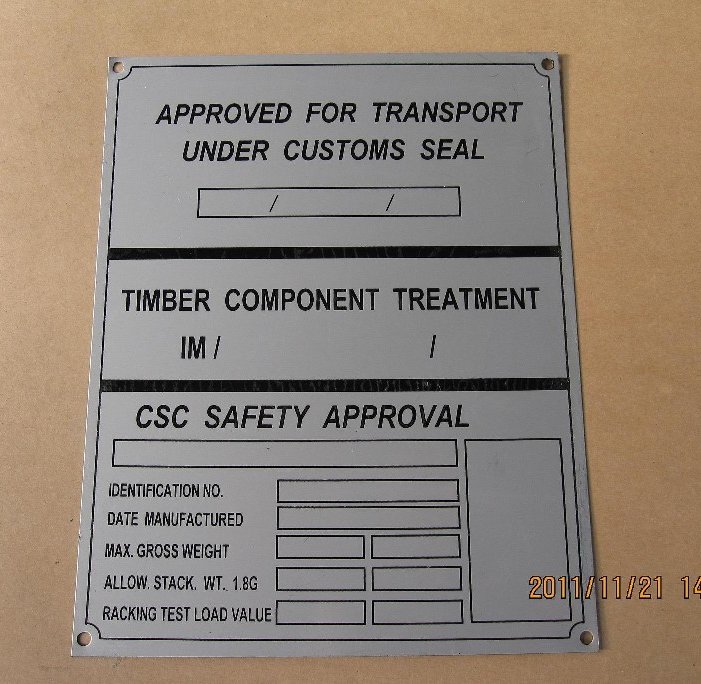 APPROVED FOR TRANSPORT
UNDER CUSTOMS SEAL
/ /
TIMBER COMPONENT TREATMENT
IM / /
CSC SAFETY APPROVAL
IDENTIFICATION NO.
DATE MANUFACTURED
MAX. GROSS WEIGHT
ALLOW. STACK. WT. 1.8G
RACKING TEST LOAD VALUE
2011/11/21 14